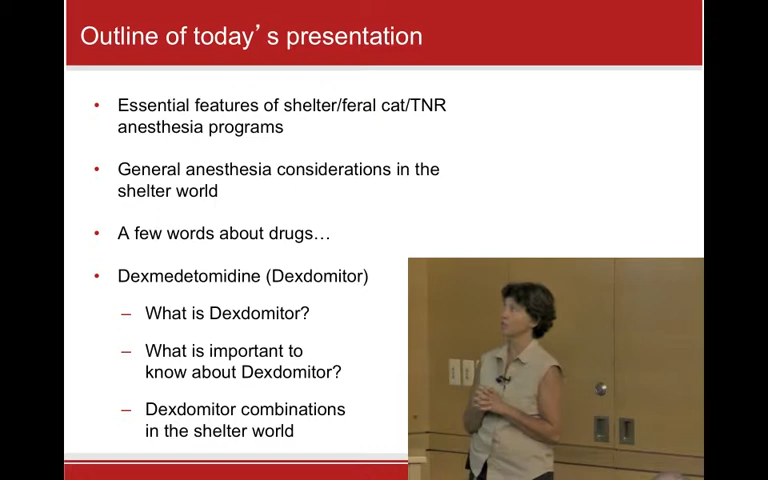 Outline of today’s presentation
• Essential features of shelter/feral cat/TNR
anesthesia programs
• General anesthesia considerations in the
shelter world
• A few words about drugs…
• Dexmedetomidine (Dexdomitor)
– What is Dexdomitor?
– What is important to
know about Dexdomitor?
– Dexdomitor combinations
in the shelter world